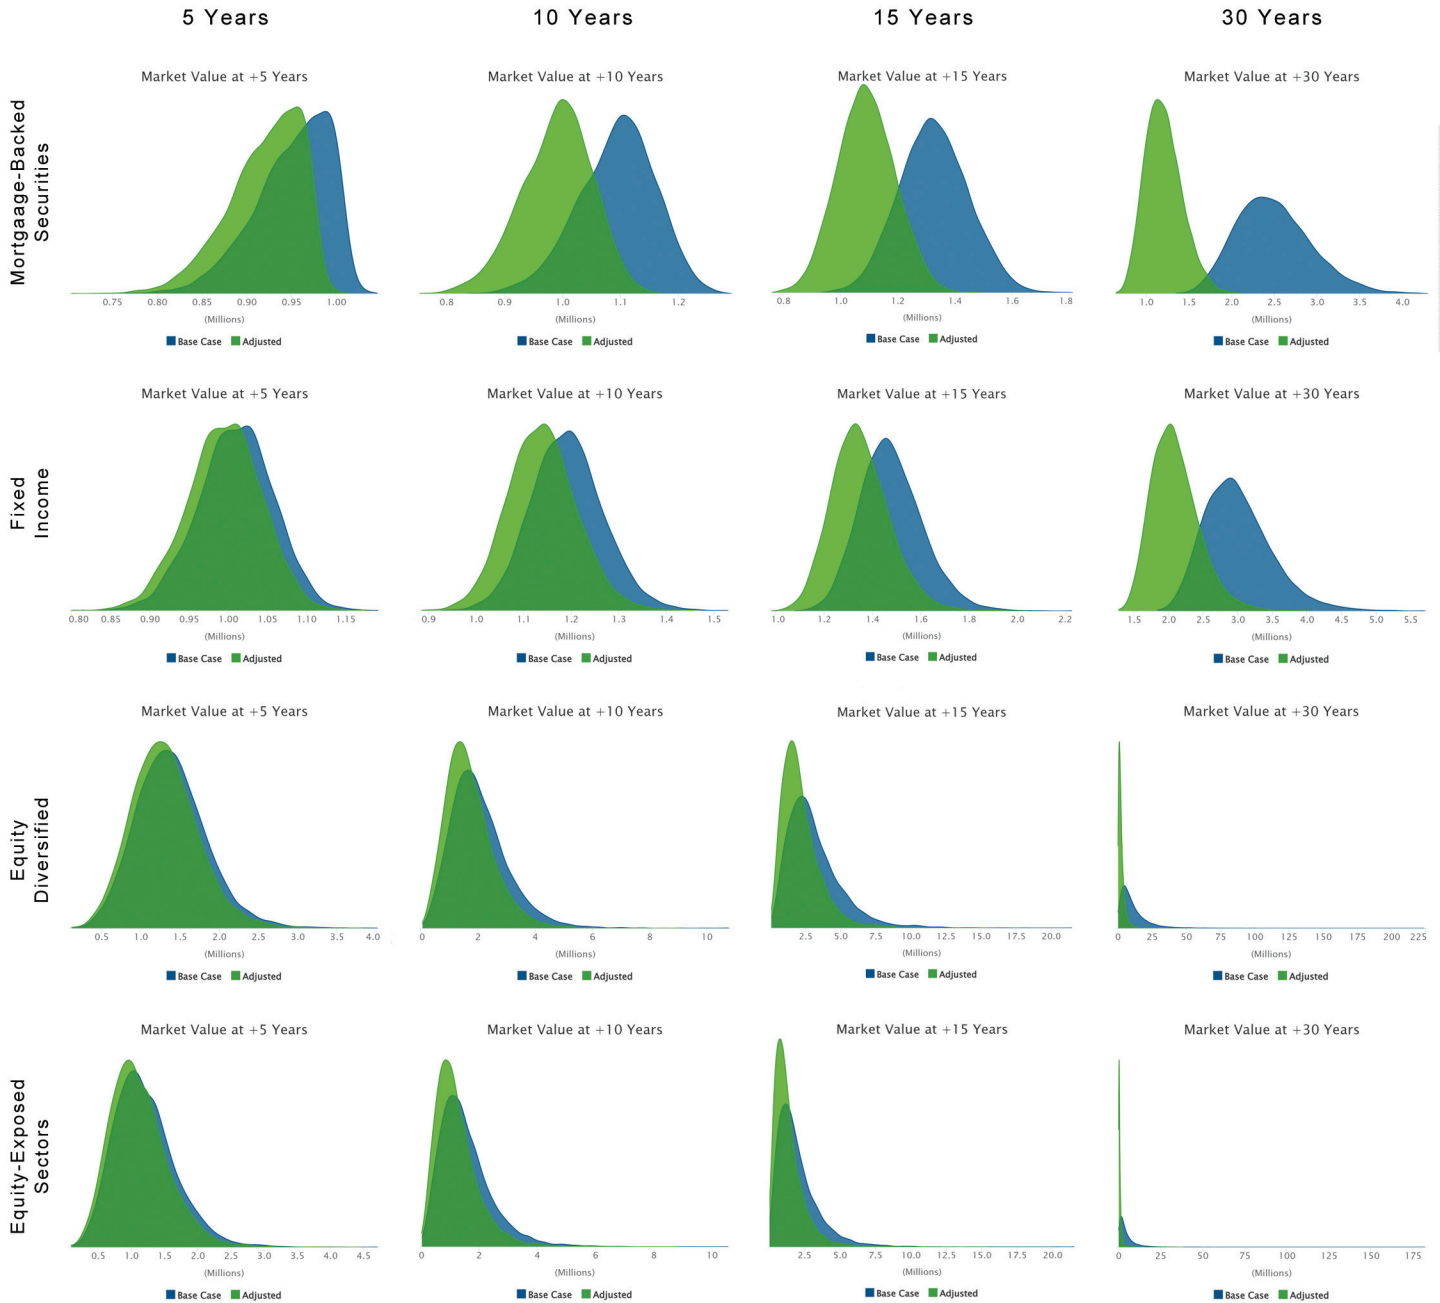 5 Years
10 Years
15 Years
30 Years
Mortgaage-Backed
Securities
Market Value at +5 Years
0.75 0.80 0.85 0.90 0.95 1.00
(Millions)
Base Case Adjusted
Market Value at +10 Years
0.8 0.9 1.0 1.1 1.2
(Millions)
Base Case Adjusted
Market Value at +15 Years
0.8 1.0 1.2 1.4 1.6 1.8
(Millions)
Base Case Adjusted
Market Value at +30 Years
1.0 1.5 2.0 2.5 3.0 3.5 4.0
(Millions)
Base Case Adjusted
Fixed
Income
Market Value at +5 Years
0.80 0.85 0.90 0.95 1.00 1.05 1.10 1.15
(Millions)
Base Case Adjusted
Market Value at +10 Years
0.9 1.0 1.1 1.2 1.3 1.4 1.5
(Millions)
Base Case Adjusted
Market Value at +15 Years
1.0 1.2 1.4 1.6 1.8 2.0 2.2
(Millions)
Base Case Adjusted
Market Value at +30 Years
1.5 2.0 2.5 3.0 3.5 4.0 4.5 5.0 5.5
(Millions)
Base Case Adjusted
Equity
Diversified
Market Value at +5 Years
0.5 1.0 1.5 2.0 2.5 3.0 3.5 4.0
(Millions)
Base Case Adjusted
Market Value at +10 Years
0 2 4 6 8 10
(Millions)
Base Case Adjusted
Market Value at +15 Years
2.5 5.0 7.5 10.0 12.5 15.0 17.5 20.0
(Millions)
Base Case Adjusted
Market Value at +30 Years
0 25 50 75 100 125 150 175 200 225
(Millions)
Base Case Adjusted
Equity-Exposed
Sectors
Market Value at +5 Years
0.5 1.0 1.5 2.0 2.5 3.0 3.5 4.0 4.5
(Millions)
Base Case Adjusted
Market Value at +10 Years
0 2 4 6 8 10
(Millions)
Base Case Adjusted
Market Value at +15 Years
2.5 5.0 7.5 10.0 12.5 15.0 17.5 20.0
(Millions)
Base Case Adjusted
Market Value at +30 Years
0 25 50 75 100 125 150 175
(Millions)
Base Case Adjusted